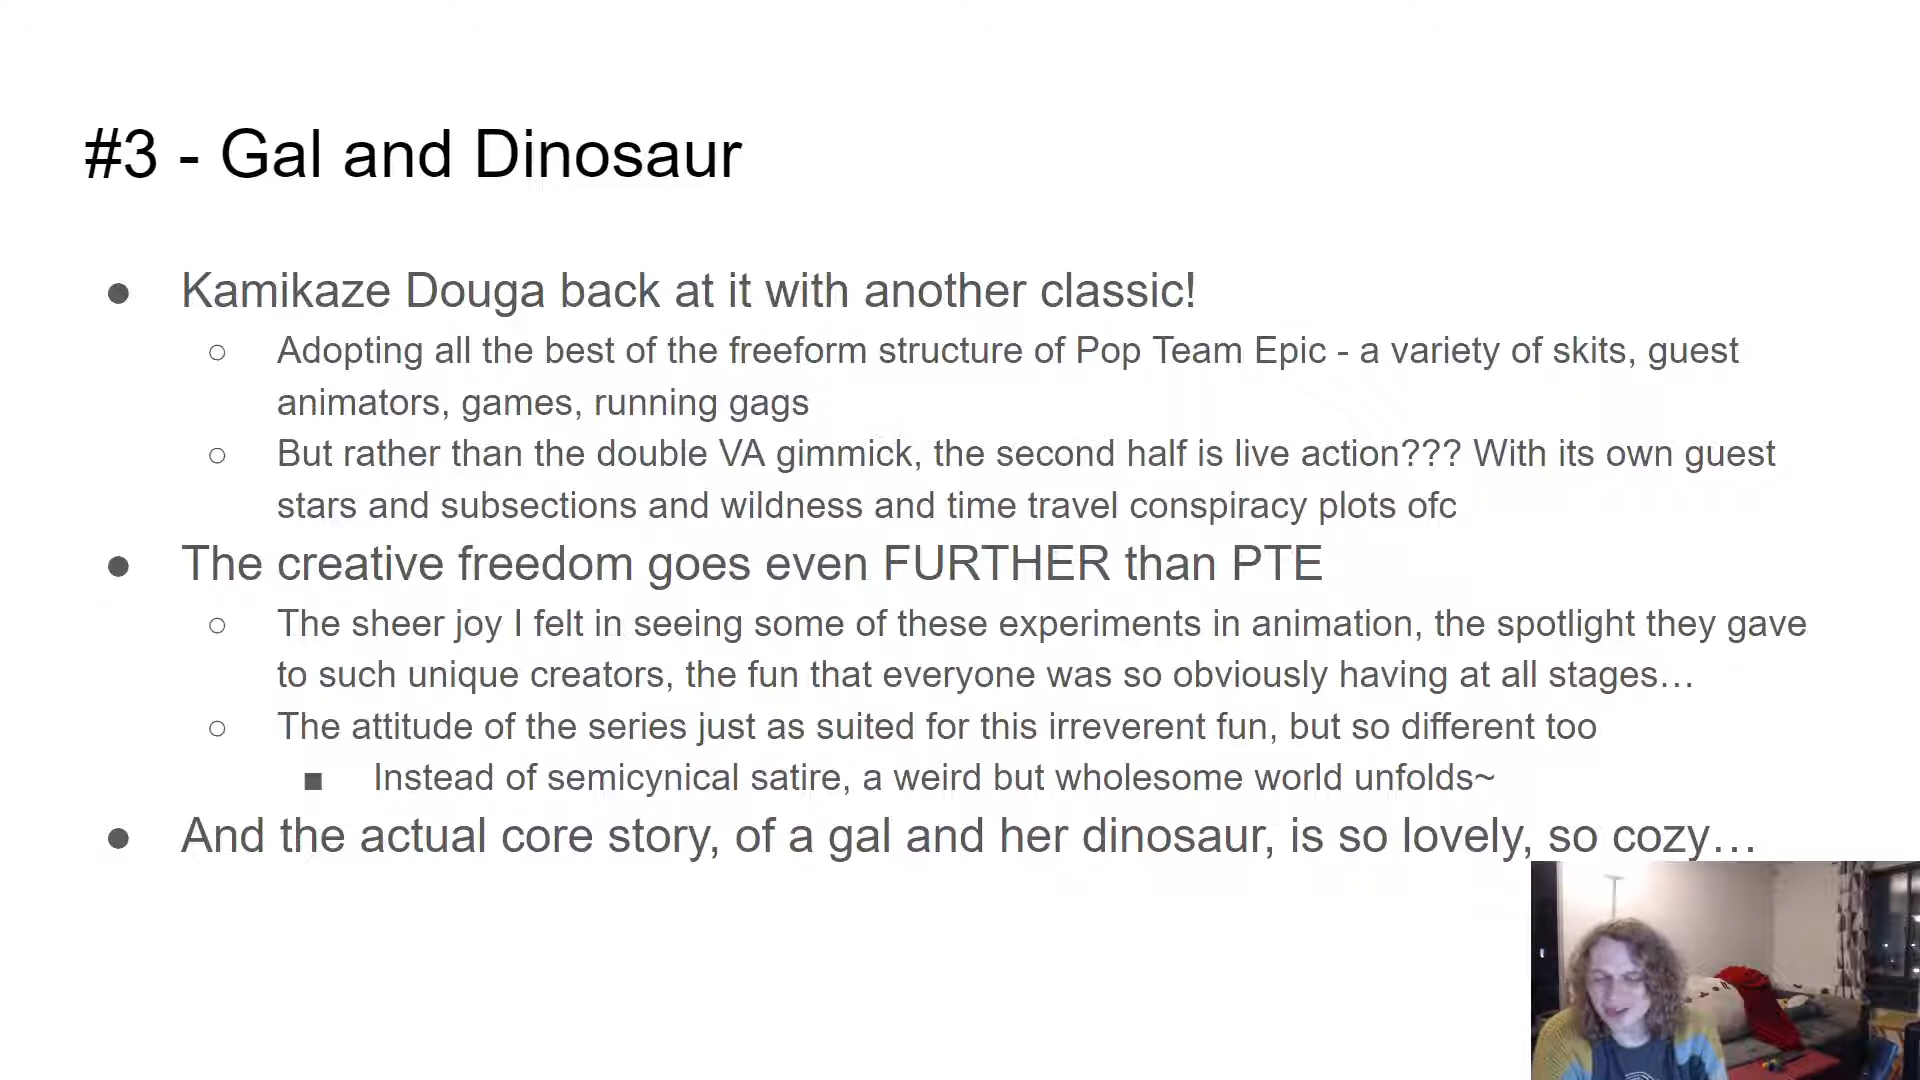 #3 - Gal and Dinosaur
● Kamikaze Douga back at it with another classic!
○ Adopting all the best of the freeform structure of Pop Team Epic - a variety of skits, guest
animators, games, running gags
○ But rather than the double VA gimmick, the second half is live action??? With its own guest
stars and subsections and wildness and time travel conspiracy plots ofc
● The creative freedom goes even FURTHER than PTE
○ The sheer joy I felt in seeing some of these experiments in animation, the spotlight they gave
to such unique creators, the fun that everyone was so obviously having at all stages…
○ The attitude of the series just as suited for this irreverent fun, but so different too
■ Instead of semicynical satire, a weird but wholesome world unfolds~
● And the actual core story, of a gal and her dinosaur, is so lovely, so cozy…